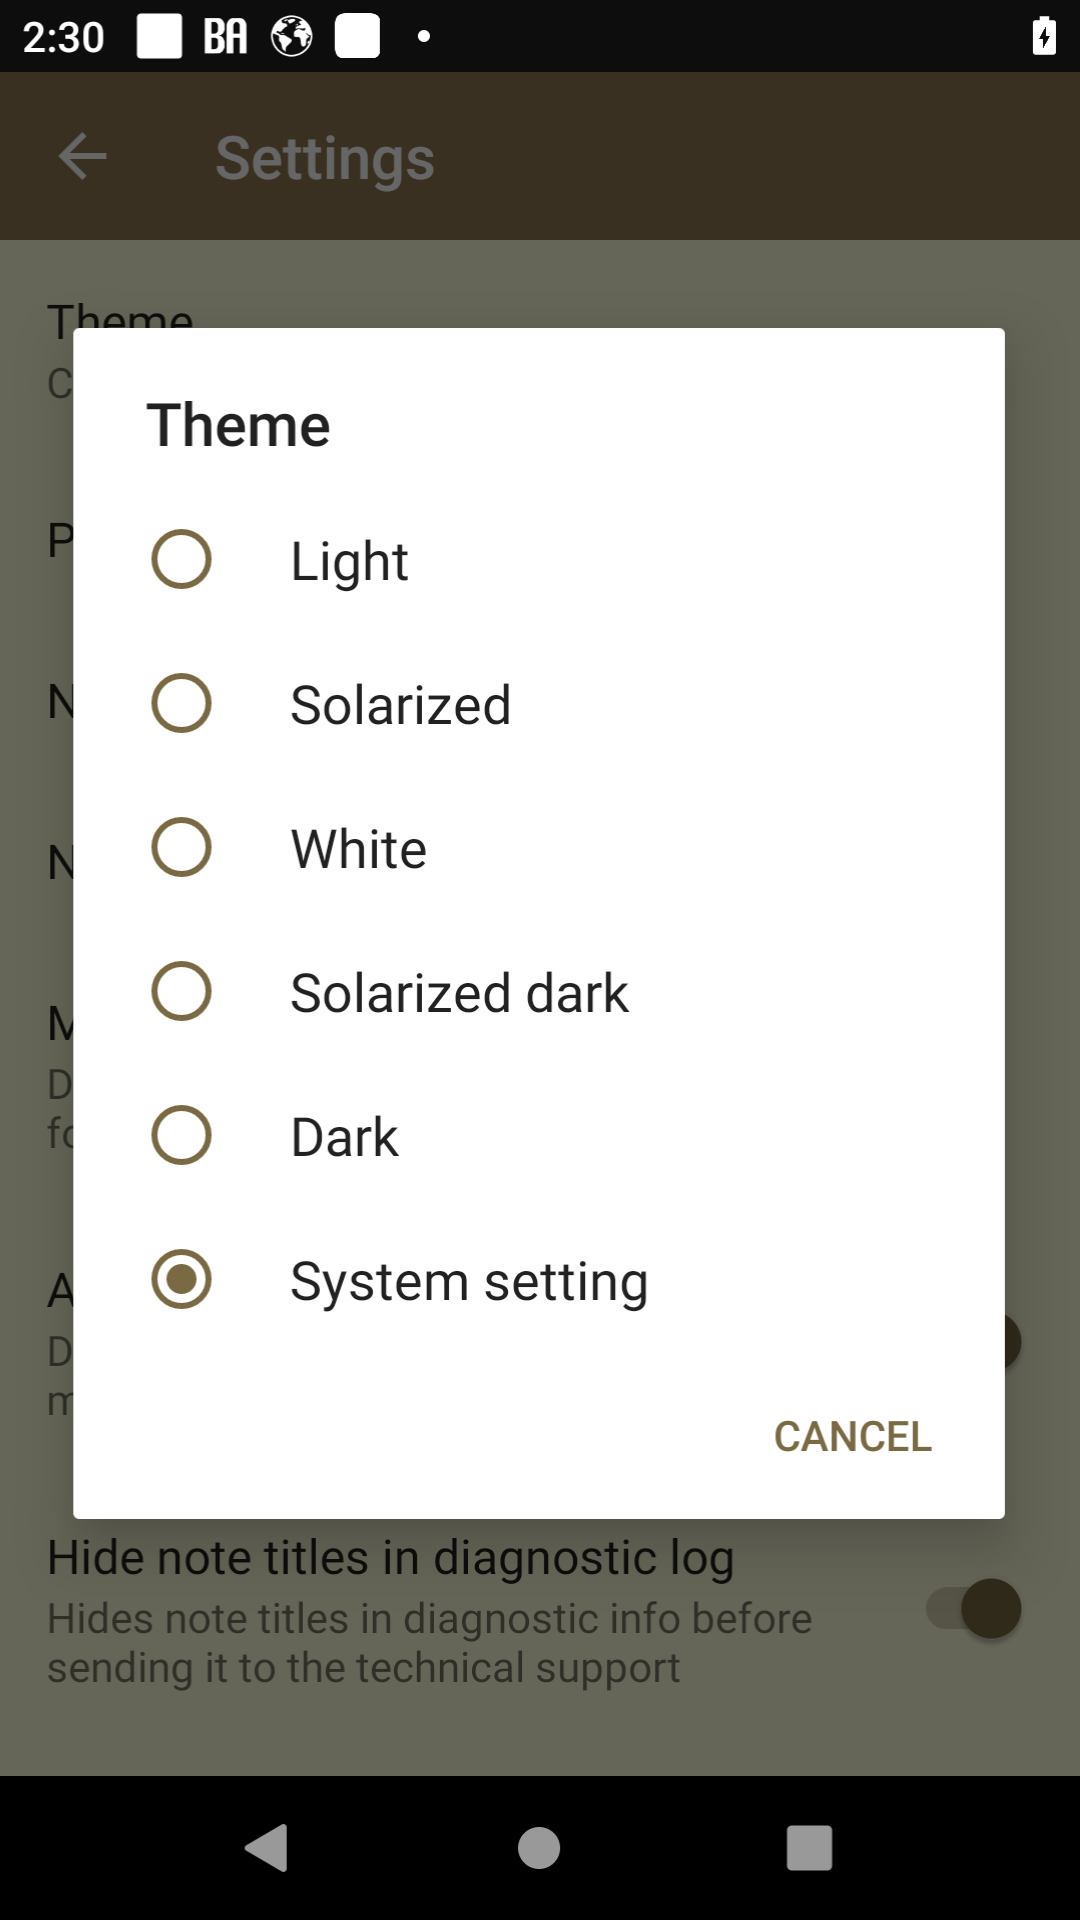 2:30 BA
Settings
Theme
Theme
Light
Solarized
White
Solarized dark
Dark
System setting
CANCEL
Hide note titles in diagnostic log
Hides note titles in diagnostic info before
sending it to the technical support